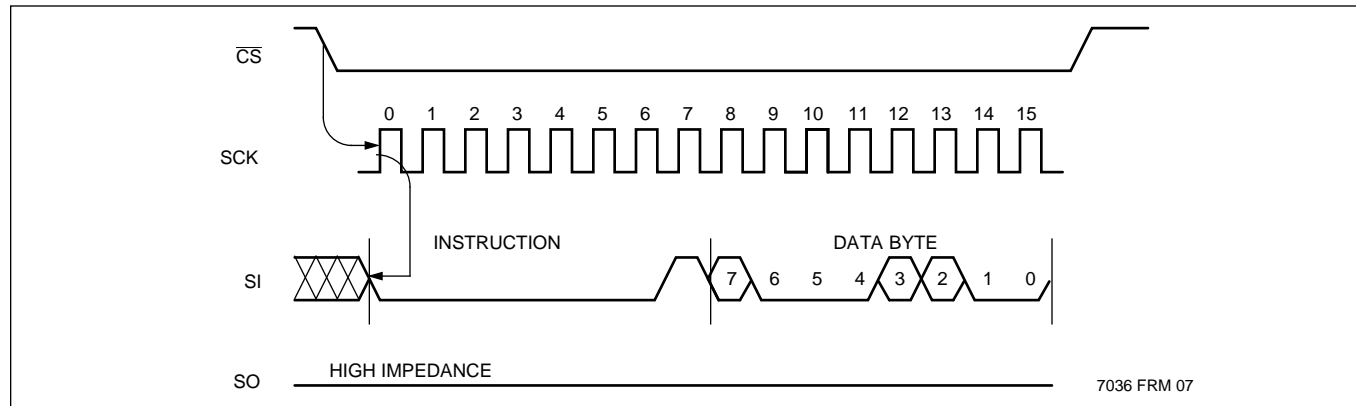 CS
0 1 2 3 4 5 6 7 8 9 10 11 12 13 14 15
SCK
INSTRUCTION DATA BYTE
SI 7 6 5 4 3 2 1 0
HIGH IMPEDANCE
SO
7036 FRM 07